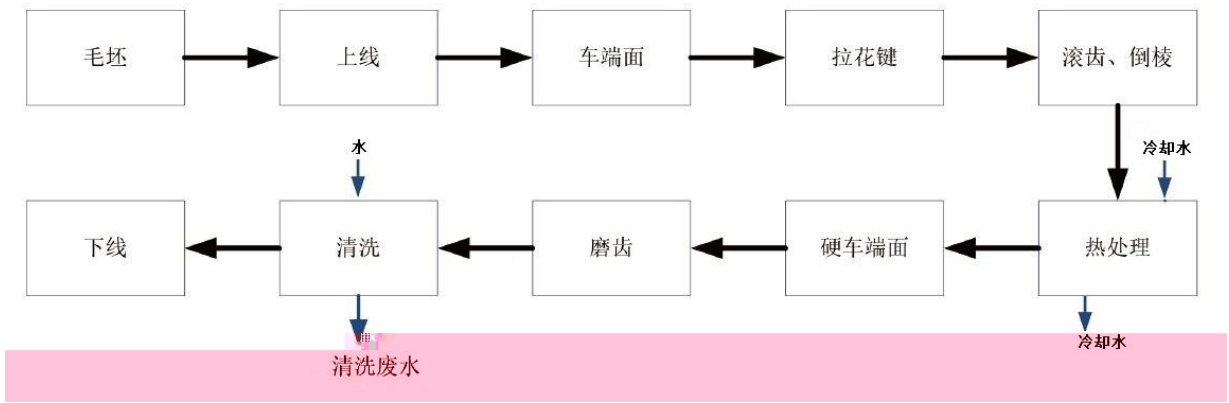 毛坯
上线
车端面
拉花键
滚齿、倒棱
水
冷却水
下线
清洗
磨齿
硬车端面
热处理
冷却水
清洗废水